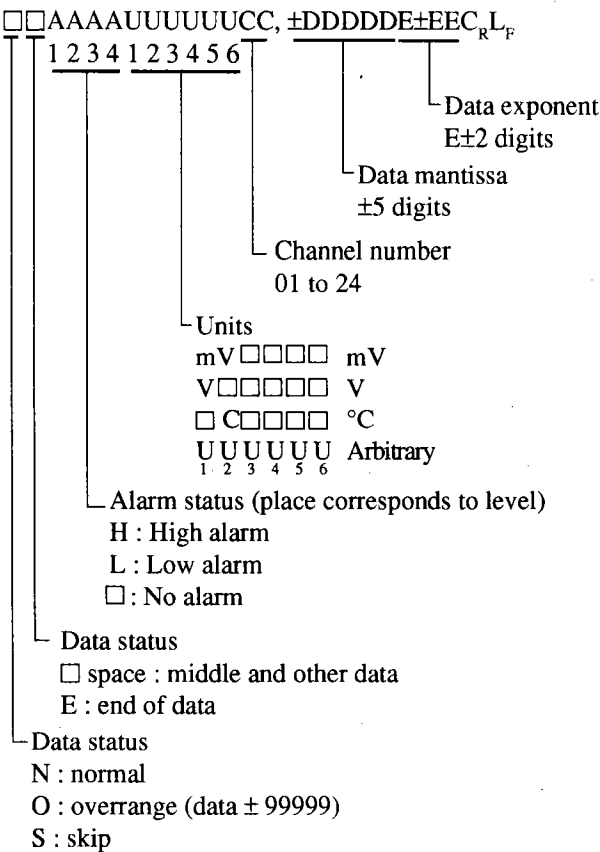 □□AAAAUUUUUUCC, ±DDDDDE±EECRLF
1 2 3 4 1 2 3 4 5 6
Data exponent
E±2 digits
Data mantissa
±5 digits
Channel number
01 to 24
Units
mV□□□□ mV
V□□□□□ V
□C□□□□ °C
UUUUUU Arbitrary
1 2 3 4 5 6
Alarm status (place corresponds to level)
H : High alarm
L : Low alarm
□ : No alarm
Data status
□ space : middle and other data
E : end of data
Data status
N : normal
O : overrange (data ± 99999)
S : skip